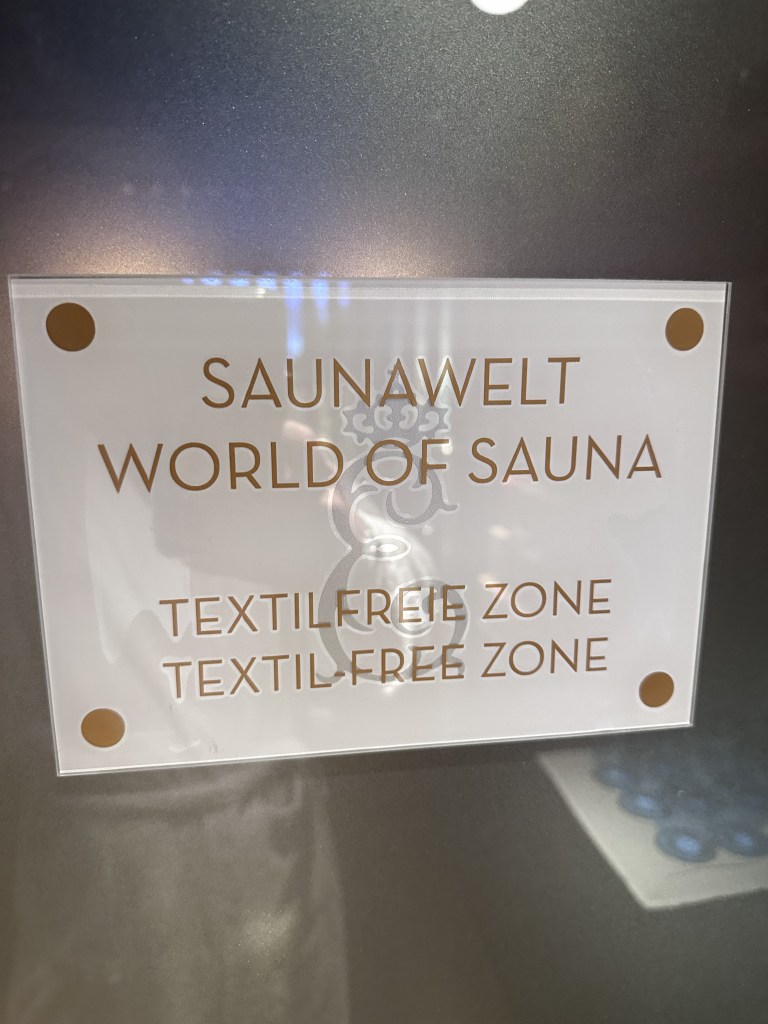 SAUNAWELT
WORLD OF SAUNA
TEXTILFREIE ZONE
TEXTIL-FREE ZONE